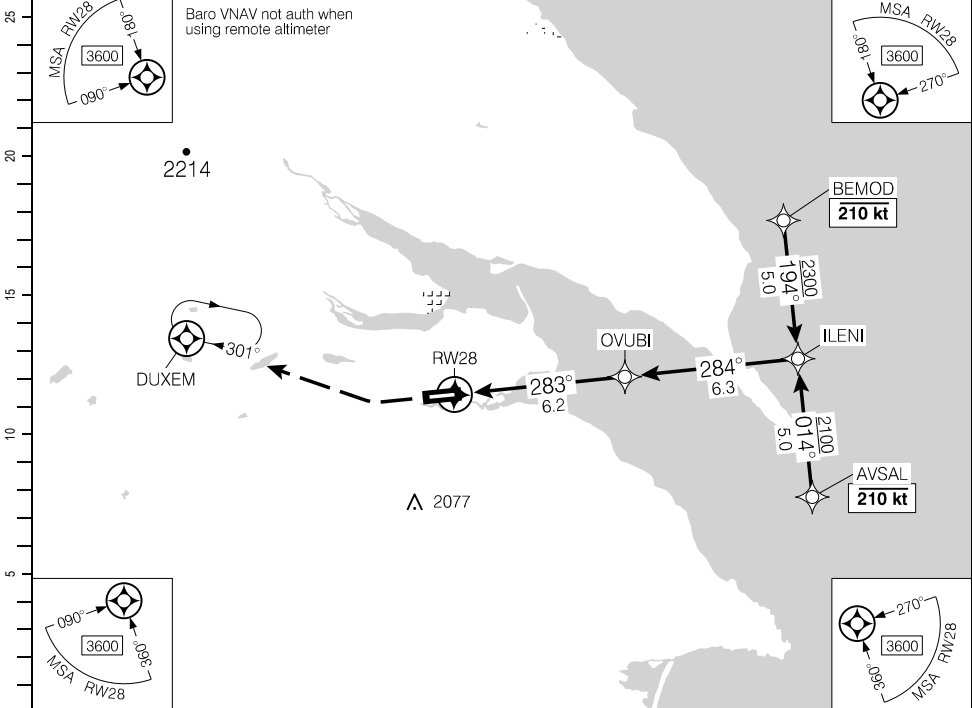 25
20
15
10
5
MSA RW28
180°
3600
090°
Baro VNAV not auth when
using remote altimeter
MSA RW28
180°
3600
270°
2214
BEMOD
210 kt
2300
194°
5.0
ILENI
OVUBI
284°
6.3
RW28
283°
6.2
301°
DUXEM
2100
014°
5.0
AVSAL
210 kt
2077
090°
3600
360°
MSA RW28
270°
3600
360°
MSA RW28